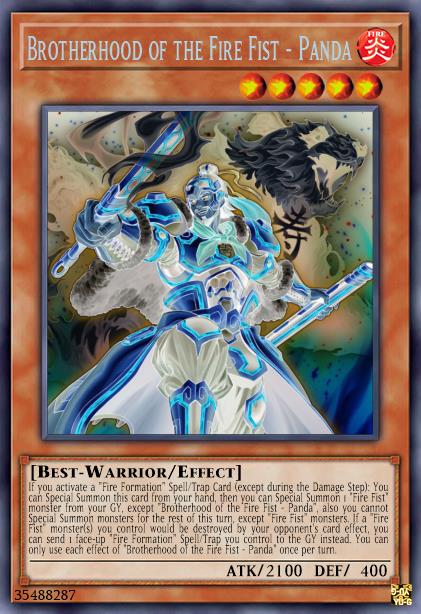 BROTHERHOOD OF THE FIRE FIST - PANDA
FIRE
炎
[BEST-WARRIOR/EFFECT]
If you activate a "Fire Formation" Spell/Trap Card (except during the Damage Step): You
can Special Summon this card from your hand, then you can Special Summon 1 "Fire Fist"
monster from your GY, except "Brotherhood of the Fire Fist - Panda", also you cannot
Special Summon monsters for the rest of this turn, except "Fire Fist" monsters. If a "Fire
Fist" monster(s) you control would be destroyed by your opponent's card effect, you
can send 1 face-up "Fire Formation" Spell/Trap you control to the GY instead. You can
only use each effect of "Brotherhood of the Fire Fist - Panda" once per turn.
ATK/2100 DEF/ 400
35488287